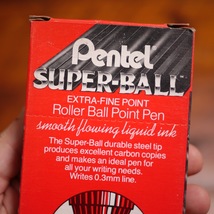 Pentel
SUPER-BALL
EXTRA-FINE POINT
Roller Ball Point Pen
smooth flowing liquid ink
The Super-Ball durable steel tip
produces excellent carbon copies
and makes an ideal pen for
all your writing needs.
Writes 0.3mm line.